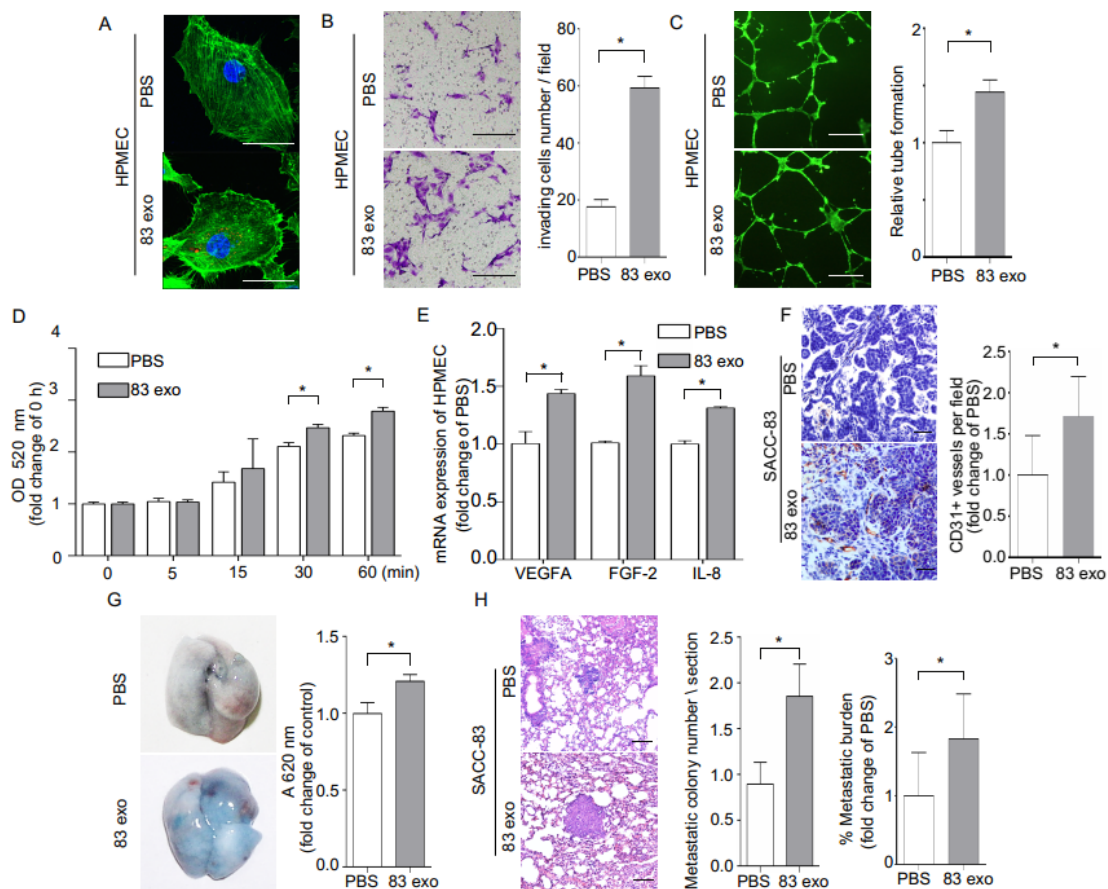 A
HPMEC
PBS
83 exo
B
HPMEC
PBS
83 exo
invading cells number / field
80
60
40
20
0
*
PBS 83 exo
C
HPMEC
PBS
83 exo
Relative tube formation
2
1
0
*
PBS 83 exo
D
OD 520 nm
(fold change of 0 h)
4
3
2
1
0
PBS
83 exo
*
*
0 5 15 30 60 (min)
E
mRNA expression of HPMEC
(fold change of PBS)
2.0
1.5
1.0
0.5
0.0
PBS
83 exo
*
*
*
VEGFA FGF-2 IL-8
F
SACC-83
PBS
83 exo
CD31+ vessels per field
(fold change of PBS)
2.5
2.0
1.5
1.0
0.5
0.0
*
PBS 83 exo
G
PBS
83 exo
A 620 nm
(fold change of control)
1.5
1.0
0.5
0.0
*
PBS 83 exo
H
SACC-83
PBS
83 exo
Metastatic colony number \ section
2.5
2.0
1.5
1.0
0.5
0.0
*
PBS 83 exo
% Metastatic burden
(fold change of PBS)
3
2
1
0
*
PBS 83 exo